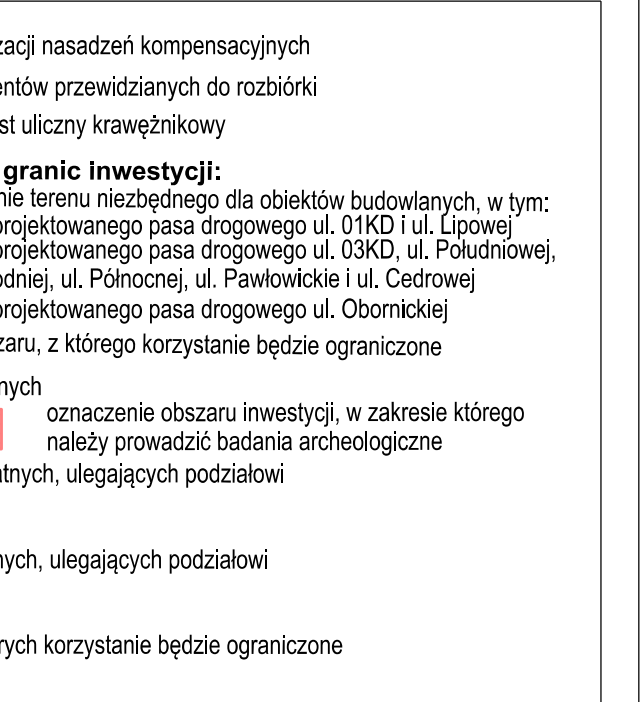 zacji nasadzeń kompensacyjnych
entów przewidzianych do rozbiórki
st uliczny krawężnikowy
granic inwestycji:
nie terenu niezbędnego dla obiektów budowlanych, w tym:
projektowanego pasa drogowego ul. 01KD i ul. Lipowej
projektowanego pasa drogowego ul. 03KD, ul. Południowej,
odniej, ul. Północnej, ul. Pawłowickie i ul. Cedrowej
projektowanego pasa drogowego ul. Obornickiej
zaru, z którego korzystanie będzie ograniczone
nych
oznaczenie obszaru inwestycji, w zakresie którego
należy prowadzić badania archeologiczne
atnych, ulegających podziałowi
nych, ulegających podziałowi
rych korzystanie będzie ograniczone